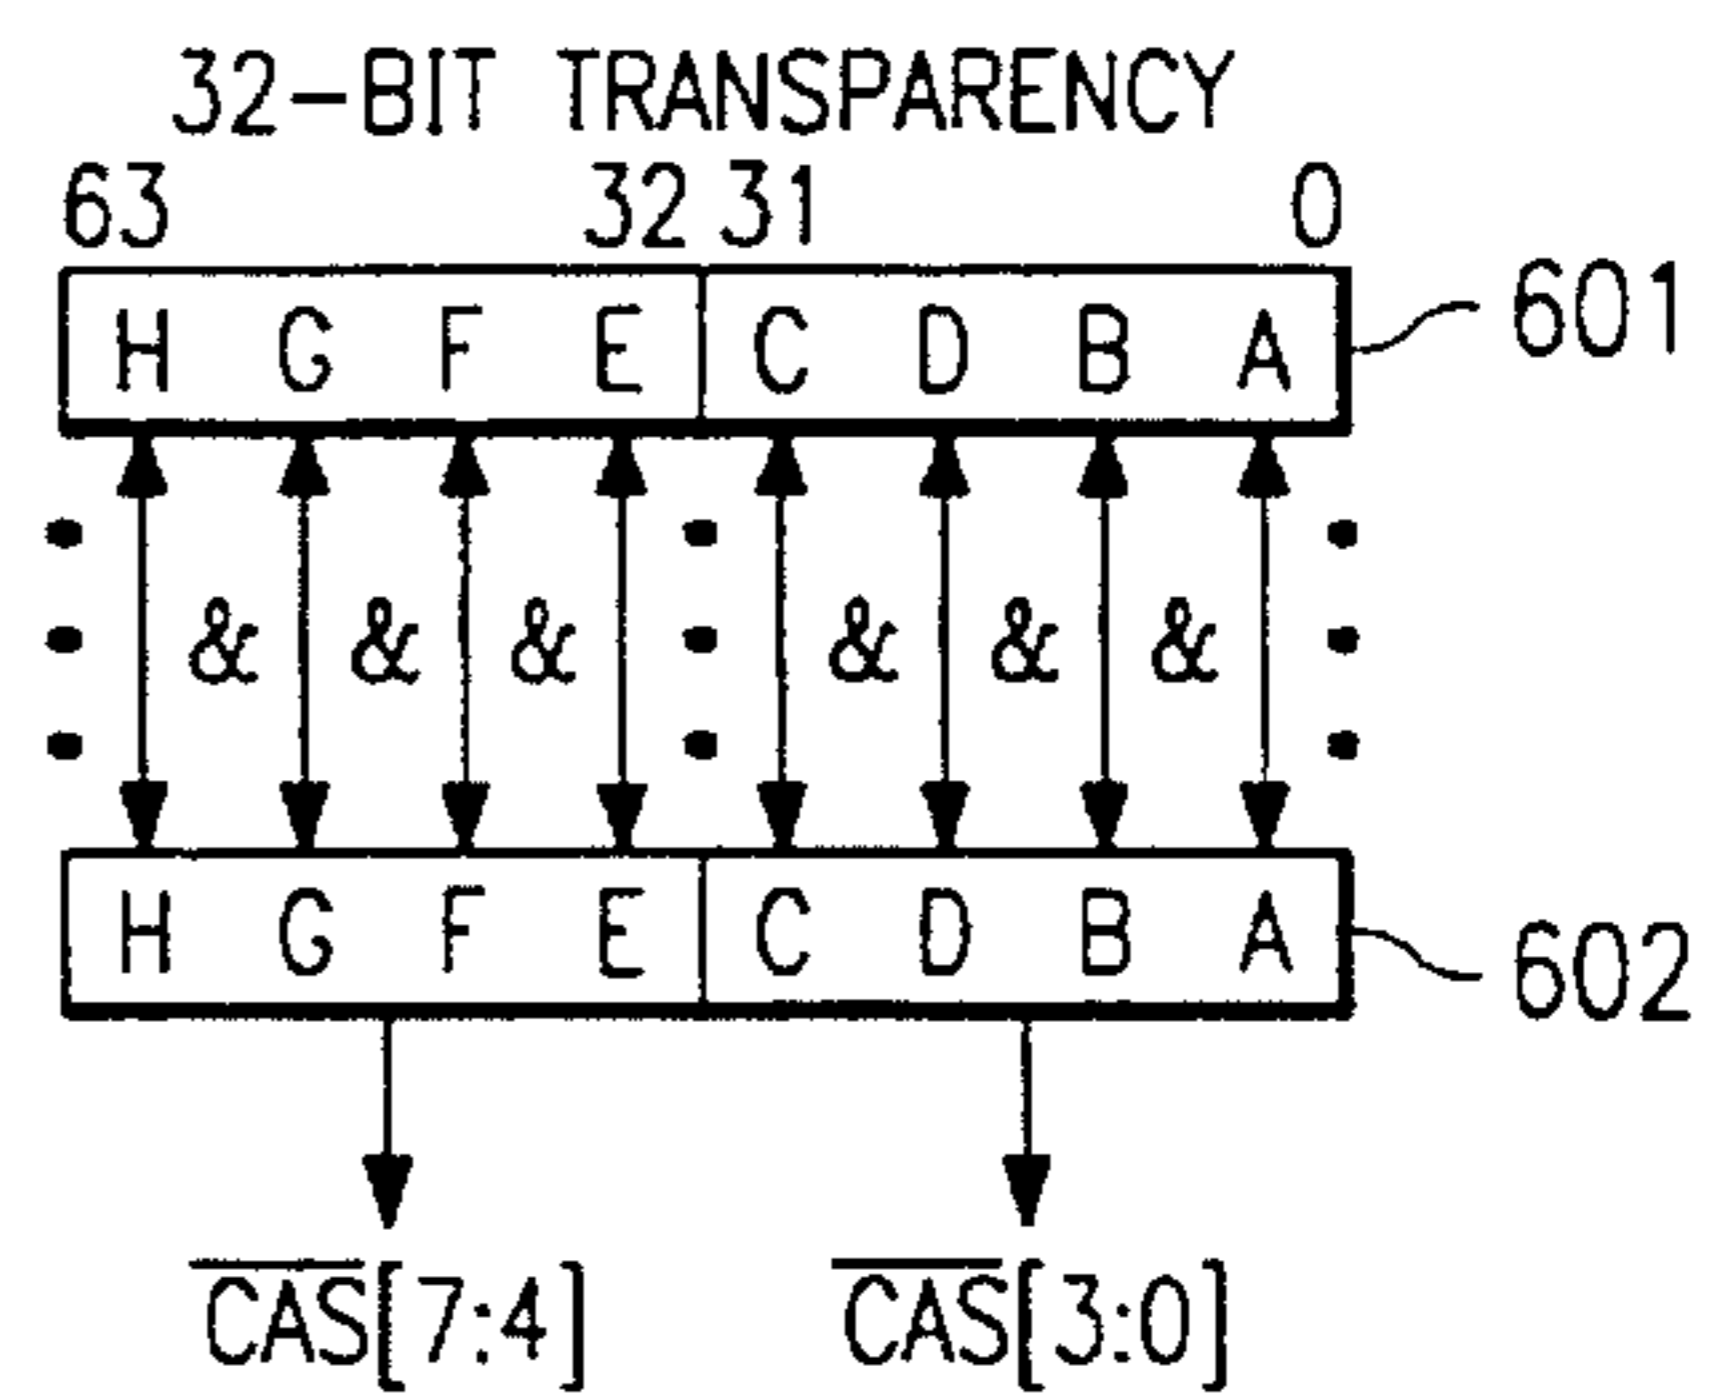 32-BIT TRANSPARENCY
63 32 31 0
H G F E C D B A 601
& & & & & &
H G F E C D B A 602
CAS[7:4] CAS[3:0]